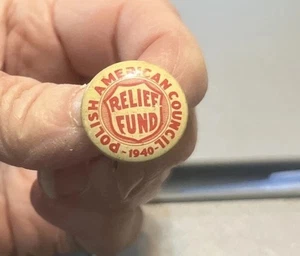 POLISH AMERICAN COUNCIL
RELIEF!
FUND
-1940-